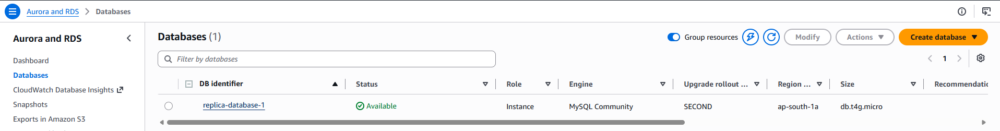 Aurora and RDS > Databases
Aurora and RDS
Dashboard
Databases
CloudWatch Database Insights
Snapshots
Exports in Amazon S3
Databases (1)
Group resources
Modify
Actions
Create database
Filter by databases
1
DB identifier Status Role Engine Upgrade rollout ... Region ... Size Recommendatio
replica-database-1 Available Instance MySQL Community SECOND ap-south-1a db.t4g.micro